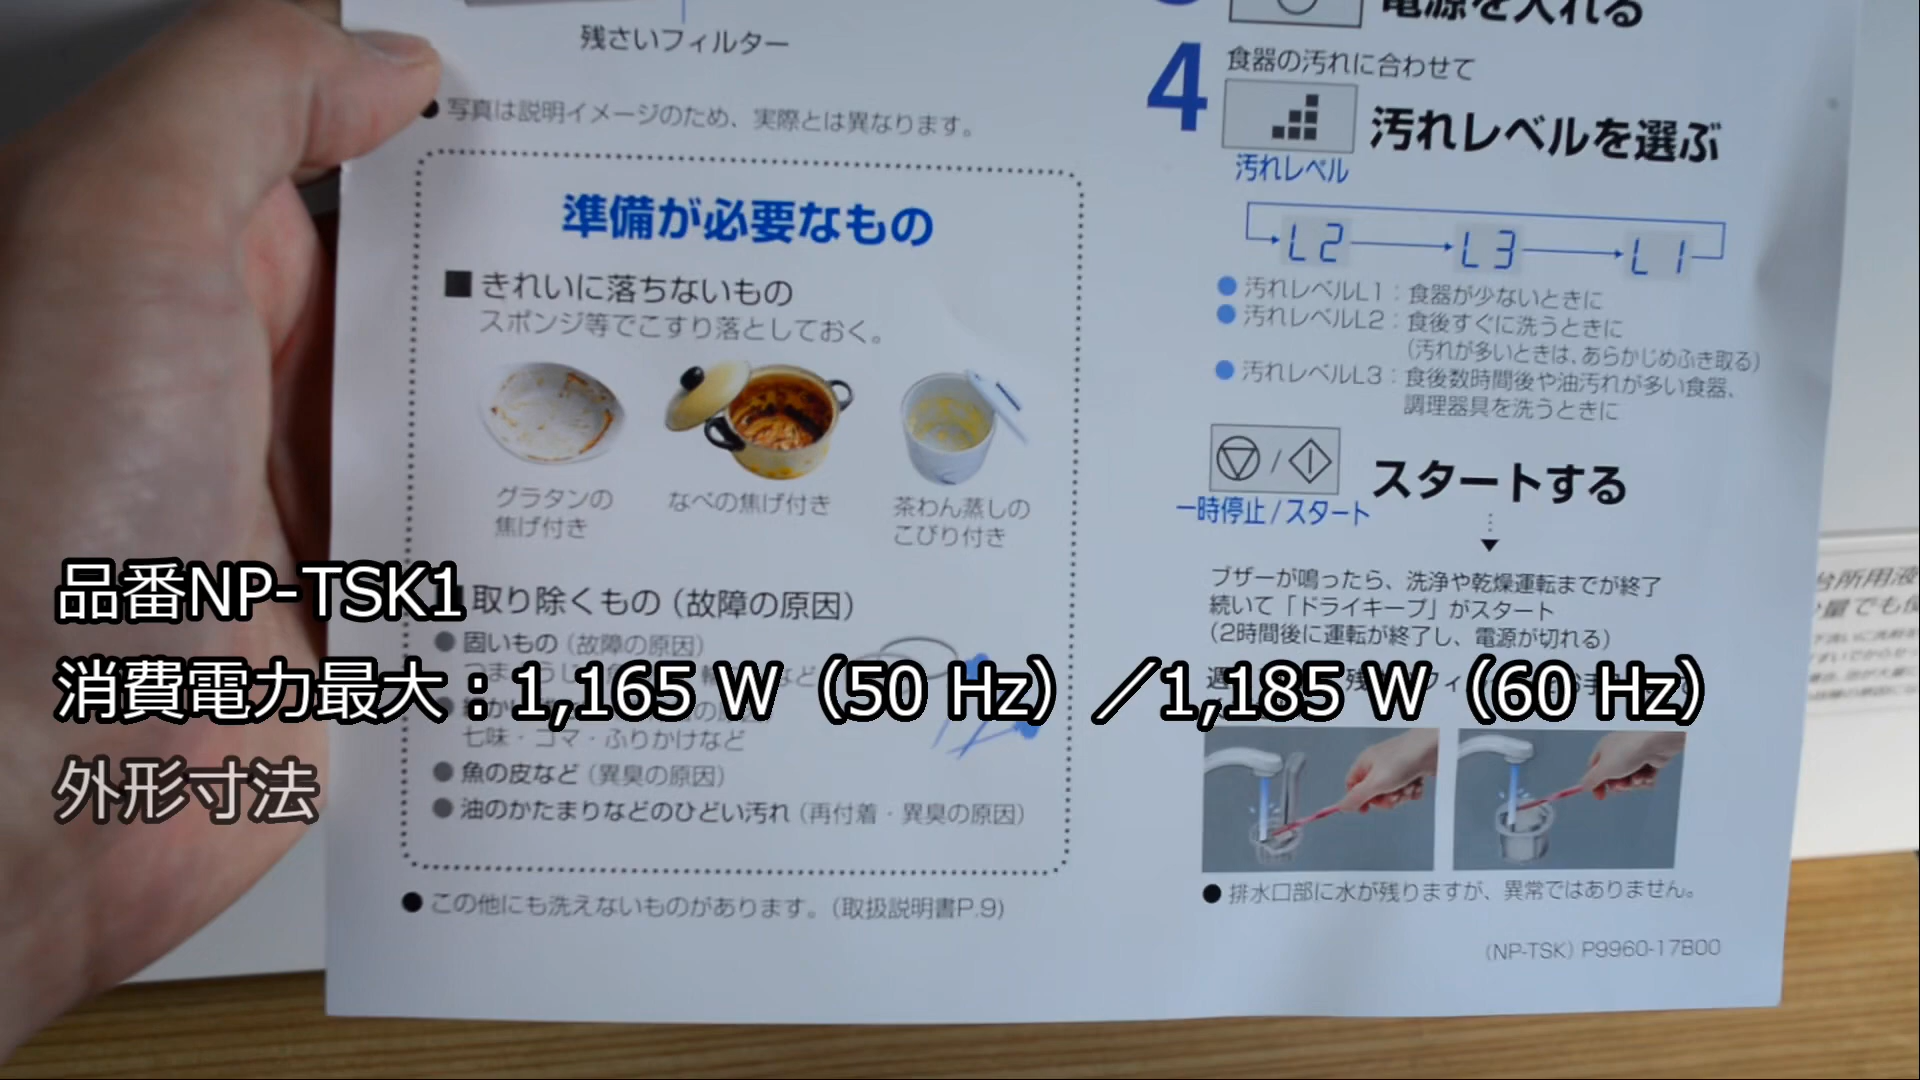 残さいフィルター
● 写真は説明イメージのため、実際とは異なります。
準備が必要なもの
■ きれいに落ちないもの
スポンジ等でこすり落としておく。
グラタンの
焦げ付き
なべの焦げ付き
茶わん蒸しの
こびり付き
取り除くもの(故障の原因)
● 固いもの(故障の原因)
七味・ゴマ・ふりかけなど
● 魚の皮など(異臭の原因)
● 油のかたまりなどのひどい汚れ(再付着・異臭の原因)
● この他にも洗えないものがあります。(取扱説明書P.9)
電源を入れる
4
食器の汚れに合わせて
汚れレベルを選ぶ
汚れレベル
L2 L3 L1
● 汚れレベルL1:食器が少ないときに
● 汚れレベルL2:食後すぐに洗うときに
(汚れが多いときは、あらかじめふき取る)
● 汚れレベルL3:食後数時間後や油汚れが多い食器、
調理器具を洗うときに
スタートする
一時停止/スタート
ブザーが鳴ったら、洗浄や乾燥運転までが終了
続いて「ドライキープ」がスタート
(2時間後に運転が終了し、電源が切れる)
● 排水口部に水が残りますが、異常ではありません。
(NP-TSK) P9960-17B00
品番NP-TSK1
消費電力最大:1,165 W(50 Hz)/1,185 W(60 Hz)
外形寸法
台所用液